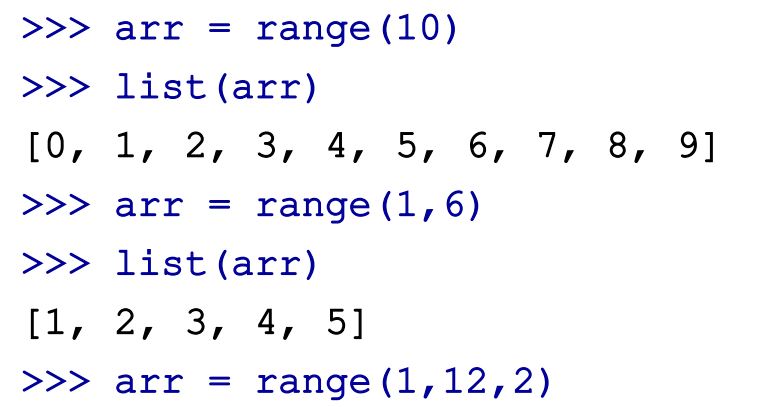 >>> arr = range(10)
>>> list(arr)
[0, 1, 2, 3, 4, 5, 6, 7, 8, 9]
>>> arr = range(1,6)
>>> list(arr)
[1, 2, 3, 4, 5]
>>> arr = range(1,12,2)